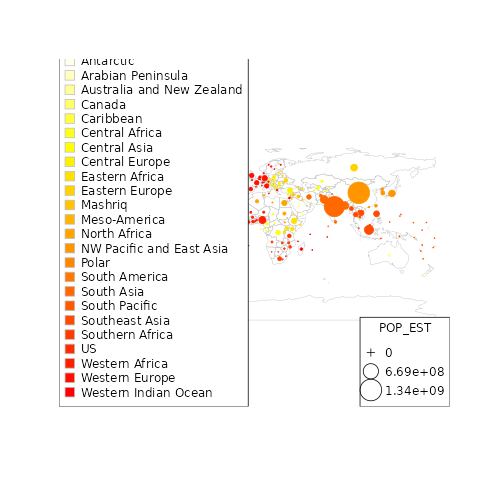 Antarctic
Arabian Peninsula
Australia and New Zealand
Canada
Caribbean
Central Africa
Central Asia
Central Europe
Eastern Africa
Eastern Europe
Mashriq
Meso-America
North Africa
NW Pacific and East Asia
Polar
South America
South Asia
South Pacific
Southeast Asia
Southern Africa
US
Western Africa
Western Europe
Western Indian Ocean
POP_EST
0
6.69e+08
1.34e+09